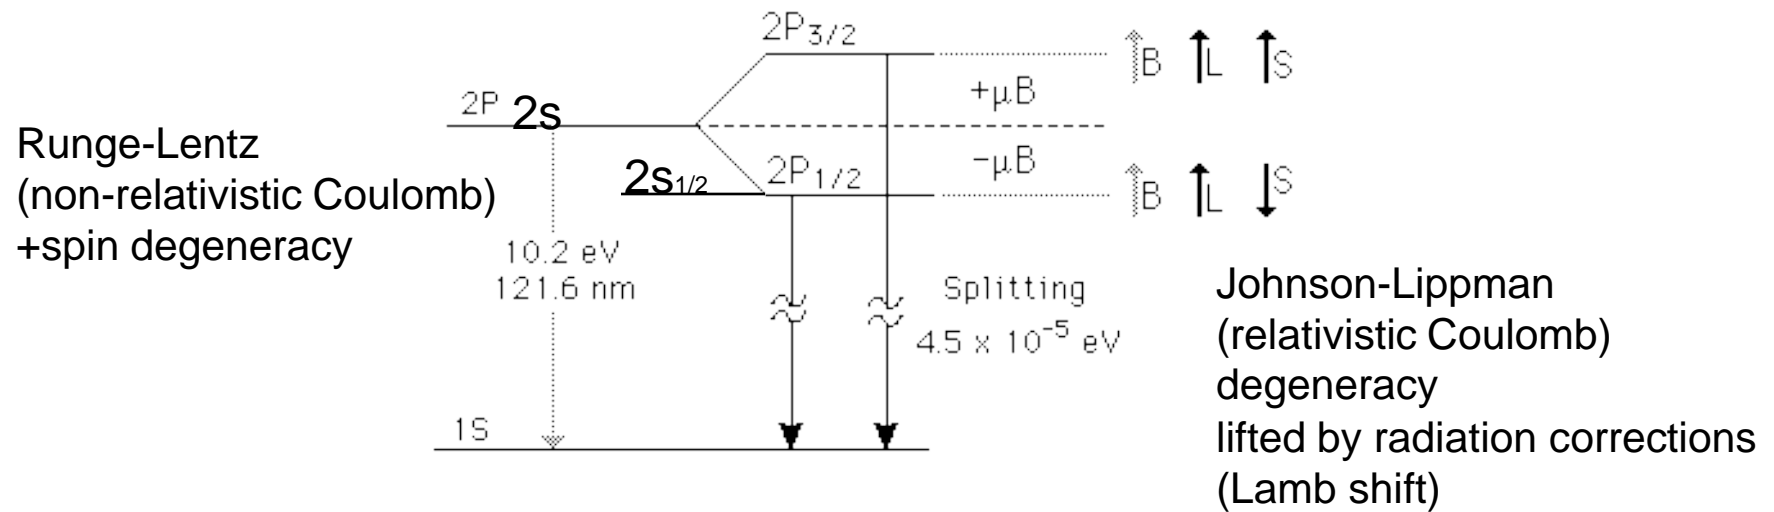 2P3/2
B L S
+μB
2P 2s
Runge-Lentz
(non-relativistic Coulomb)
+spin degeneracy
-μB
2s1/2
2P1/2
B L S
10.2 eV
121.6 nm
Splitting
4.5 x 10-5 eV
Johnson-Lippman
(relativistic Coulomb)
degeneracy
lifted by radiation corrections
(Lamb shift)
1S